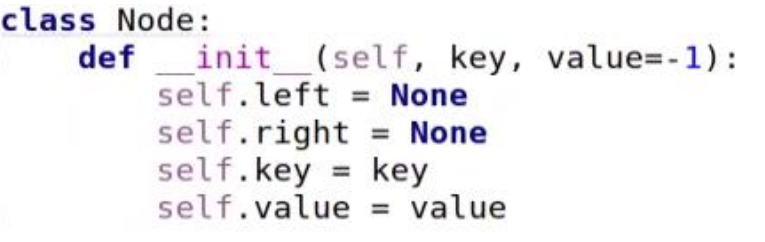 class Node:
    def __init__(self, key, value=-1):
        self.left = None
        self.right = None
        self.key = key
        self.value = value